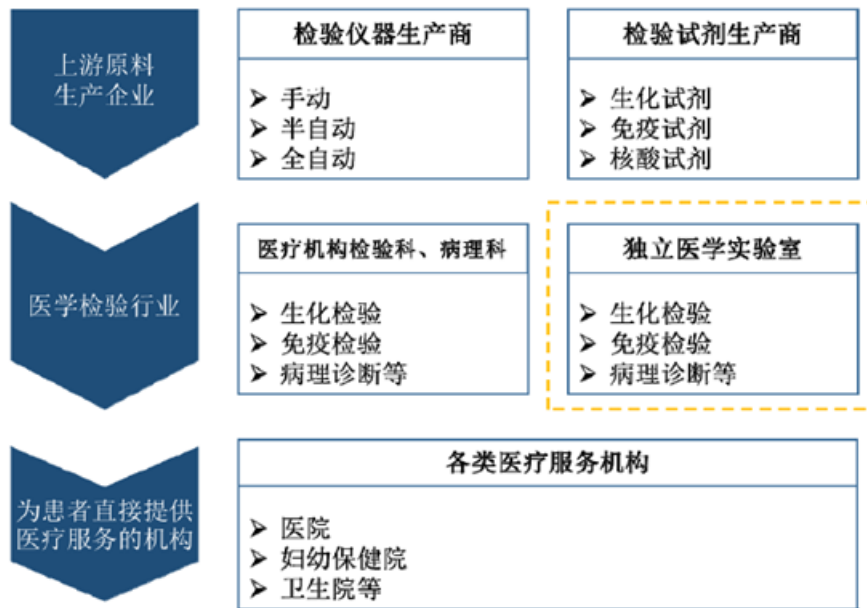 上游原料
生产企业
检验仪器生产商
➢ 手动
➢ 半自动
➢ 全自动
检验试剂生产商
➢ 生化试剂
➢ 免疫试剂
➢ 核酸试剂
医学检验行业
医疗机构检验科、病理科
➢ 生化检验
➢ 免疫检验
➢ 病理诊断等
独立医学实验室
➢ 生化检验
➢ 免疫检验
➢ 病理诊断等
为患者直接提供
医疗服务的机构
各类医疗服务机构
➢ 医院
➢ 妇幼保健院
➢ 卫生院等